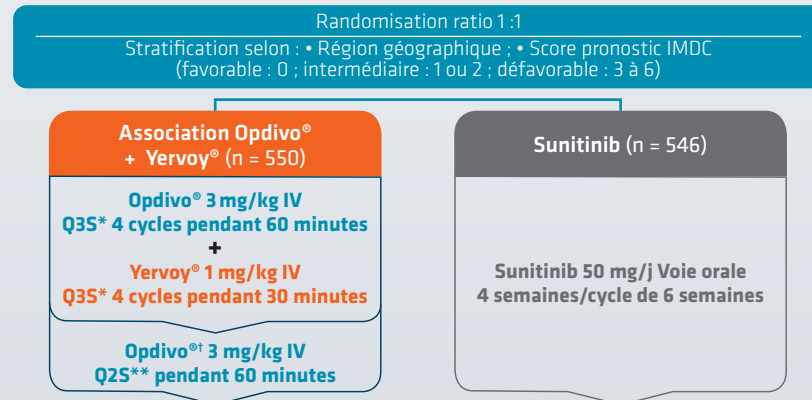 Randomisation ratio 1 :1
Stratification selon : • Région géographique ; • Score pronostic IMDC
(favorable : 0 ; intermédiaire : 1 ou 2 ; défavorable : 3 à 6)
Association Opdivo®
+ Yervoy® (n = 550)
Opdivo® 3 mg/kg IV
Q3S* 4 cycles pendant 60 minutes
+
Yervoy® 1 mg/kg IV
Q3S* 4 cycles pendant 30 minutes
Opdivo®† 3 mg/kg IV
Q2S** pendant 60 minutes
Sunitinib (n = 546)
Sunitinib 50 mg/j Voie orale
4 semaines/cycle de 6 semaines